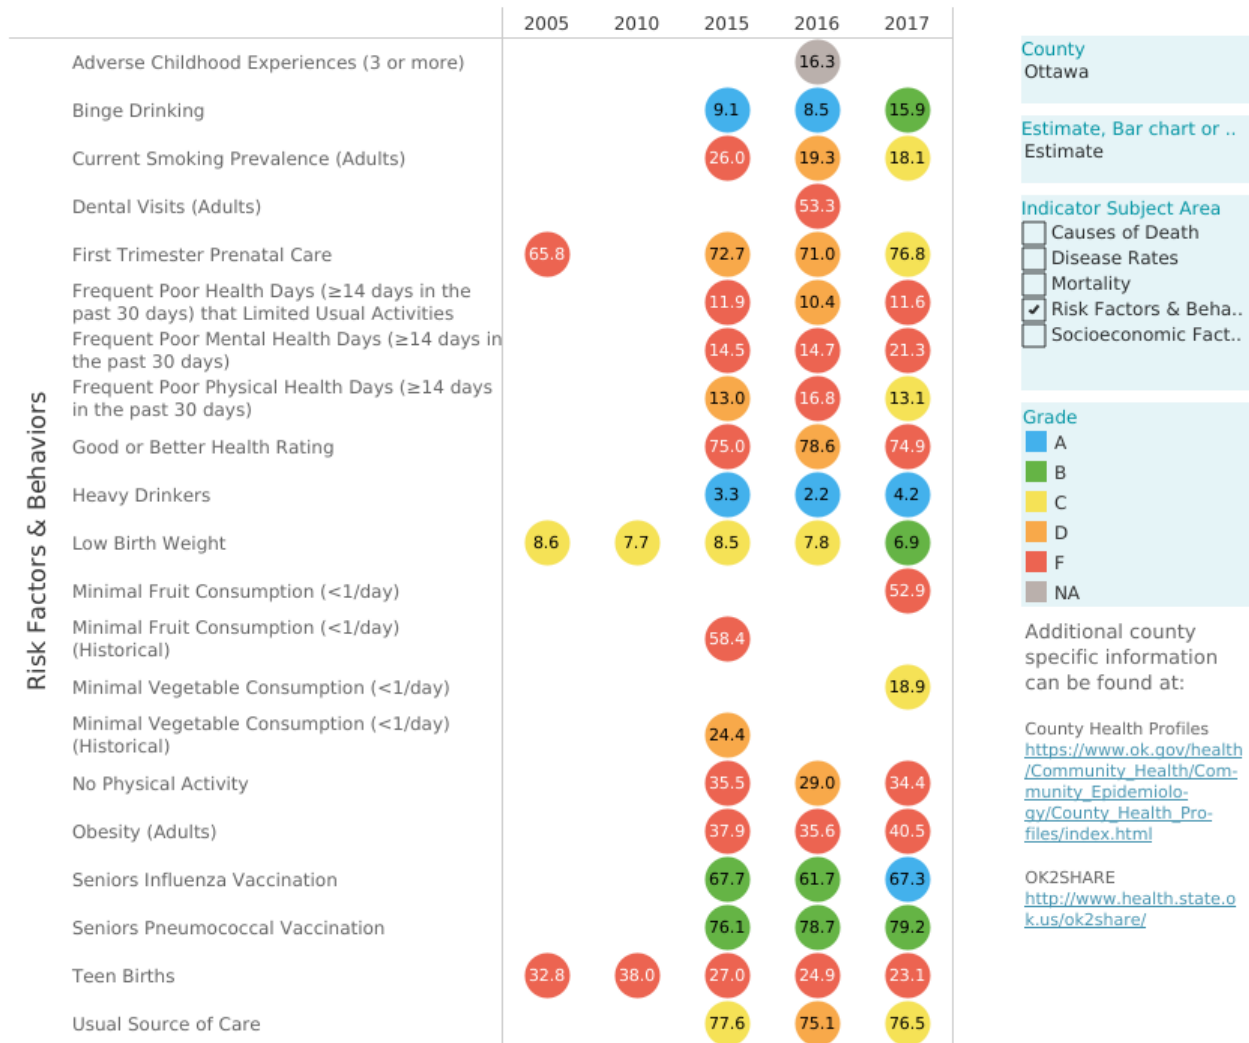 2005 2010 2015 2016 2017
Risk Factors & Behaviors
Adverse Childhood Experiences (3 or more) 16.3
Binge Drinking 9.1 8.5 15.9
Current Smoking Prevalence (Adults) 26.0 19.3 18.1
Dental Visits (Adults) 53.3
First Trimester Prenatal Care 65.8 72.7 71.0 76.8
Frequent Poor Health Days (≥14 days in the
past 30 days) that Limited Usual Activities 11.9 10.4 11.6
Frequent Poor Mental Health Days (≥14 days in
the past 30 days) 14.5 14.7 21.3
Frequent Poor Physical Health Days (≥14 days
in the past 30 days) 13.0 16.8 13.1
Good or Better Health Rating 75.0 78.6 74.9
Heavy Drinkers 3.3 2.2 4.2
Low Birth Weight 8.6 7.7 8.5 7.8 6.9
Minimal Fruit Consumption (<1/day) 52.9
Minimal Fruit Consumption (<1/day)
(Historical) 58.4
Minimal Vegetable Consumption (<1/day) 18.9
Minimal Vegetable Consumption (<1/day)
(Historical) 24.4
No Physical Activity 35.5 29.0 34.4
Obesity (Adults) 37.9 35.6 40.5
Seniors Influenza Vaccination 67.7 61.7 67.3
Seniors Pneumococcal Vaccination 76.1 78.7 79.2
Teen Births 32.8 38.0 27.0 24.9 23.1
Usual Source of Care 77.6 75.1 76.5
County
Ottawa
Estimate, Bar chart or ..
Estimate
Indicator Subject Area
Causes of Death
Disease Rates
Mortality
Risk Factors & Beha..
Socioeconomic Fact..
Grade
A
B
C
D
F
NA
Additional county
specific information
can be found at:
County Health Profiles
https://www.ok.gov/health
/Community_Health/Com-
munity_Epidemiolo-
gy/County_Health_Pro-
files/index.html
OK2SHARE
http://www.health.state.o
k.us/ok2share/